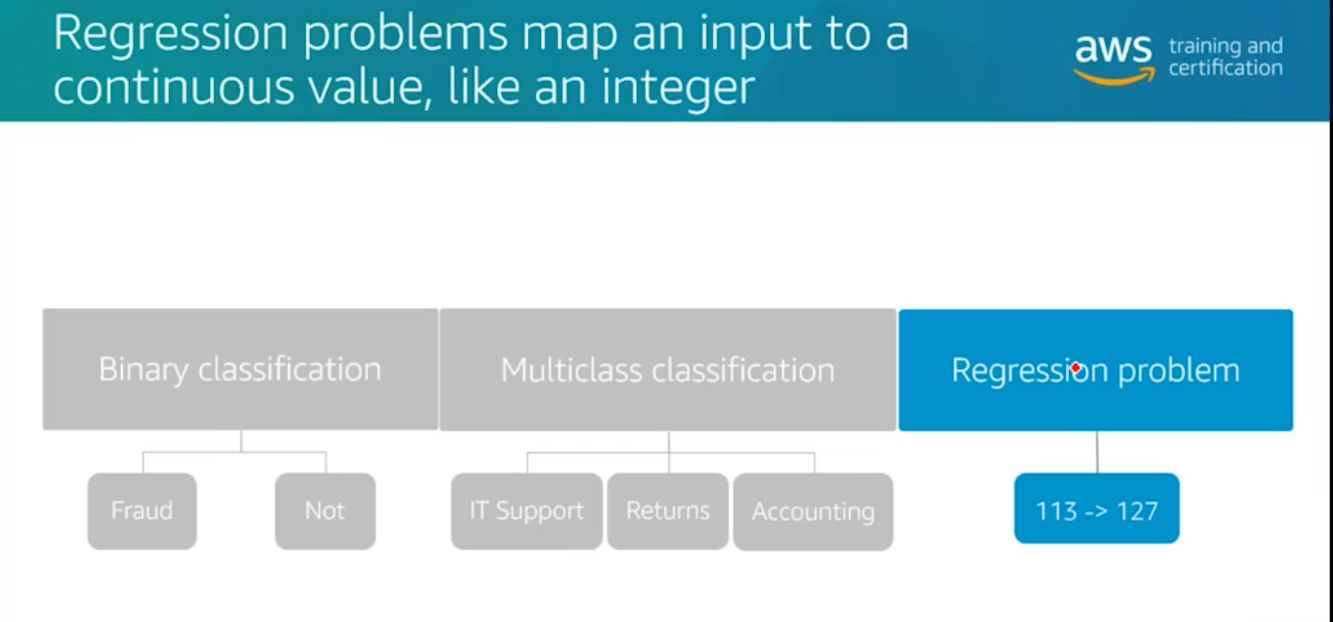 Regression problems map an input to a
continuous value, like an integer
aws training and
certification
Binary classification
Multiclass classification
Regression problem
Fraud
Not
IT Support
Returns
Accounting
113 -> 127